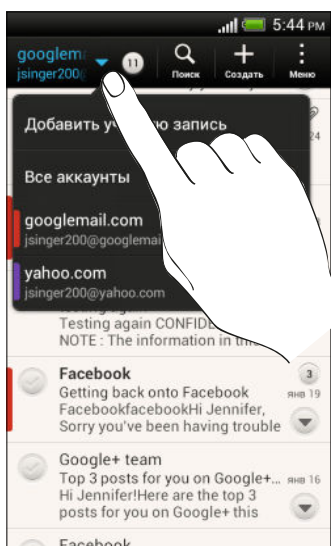 5:44 PM
googlem
jsinger200
11
Поиск
Создать
Меню
24
Добавить уч ую запись
Все аккаунты
googlemail.com
jsinger200@googlemai
yahoo.com
jsinger200@yahoo.com
Testing again CONFIDE
NOTE : The information in th
Facebook
3
Getting back onto Facebook
янв 19
FacebookfacebookHi Jennifer,
Sorry you've been having trouble
Google+ team
Top 3 posts for you on Google+...
янв 16
Hi Jennifer!Here are the top 3
posts for you on Google+ this
Facebook